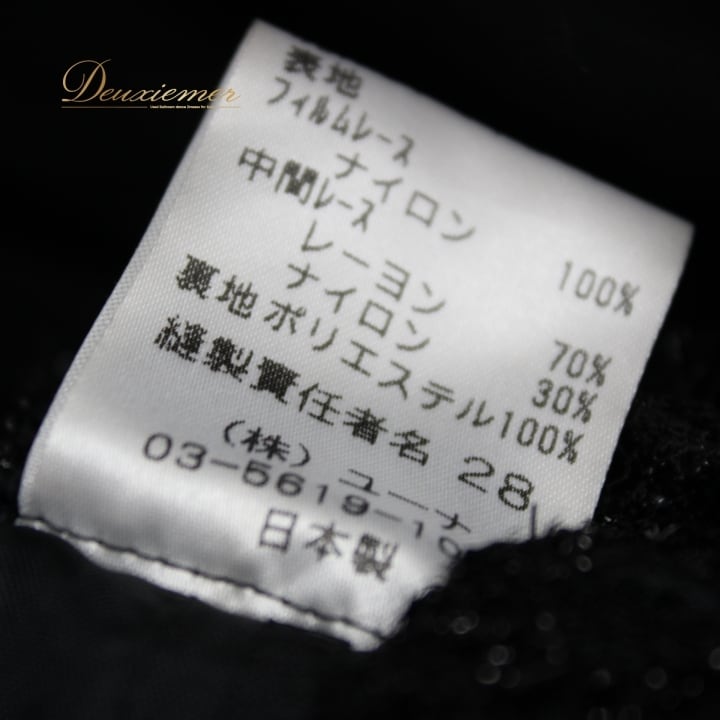 Deuxiemer
表地
フィルムレース
ナイロン 100%
中間レース
レーヨン 70%
ナイロン 30%
裏地ポリエステル100%
縫製責任者名 28
(株) ユーナ
03-5619-10
日本製